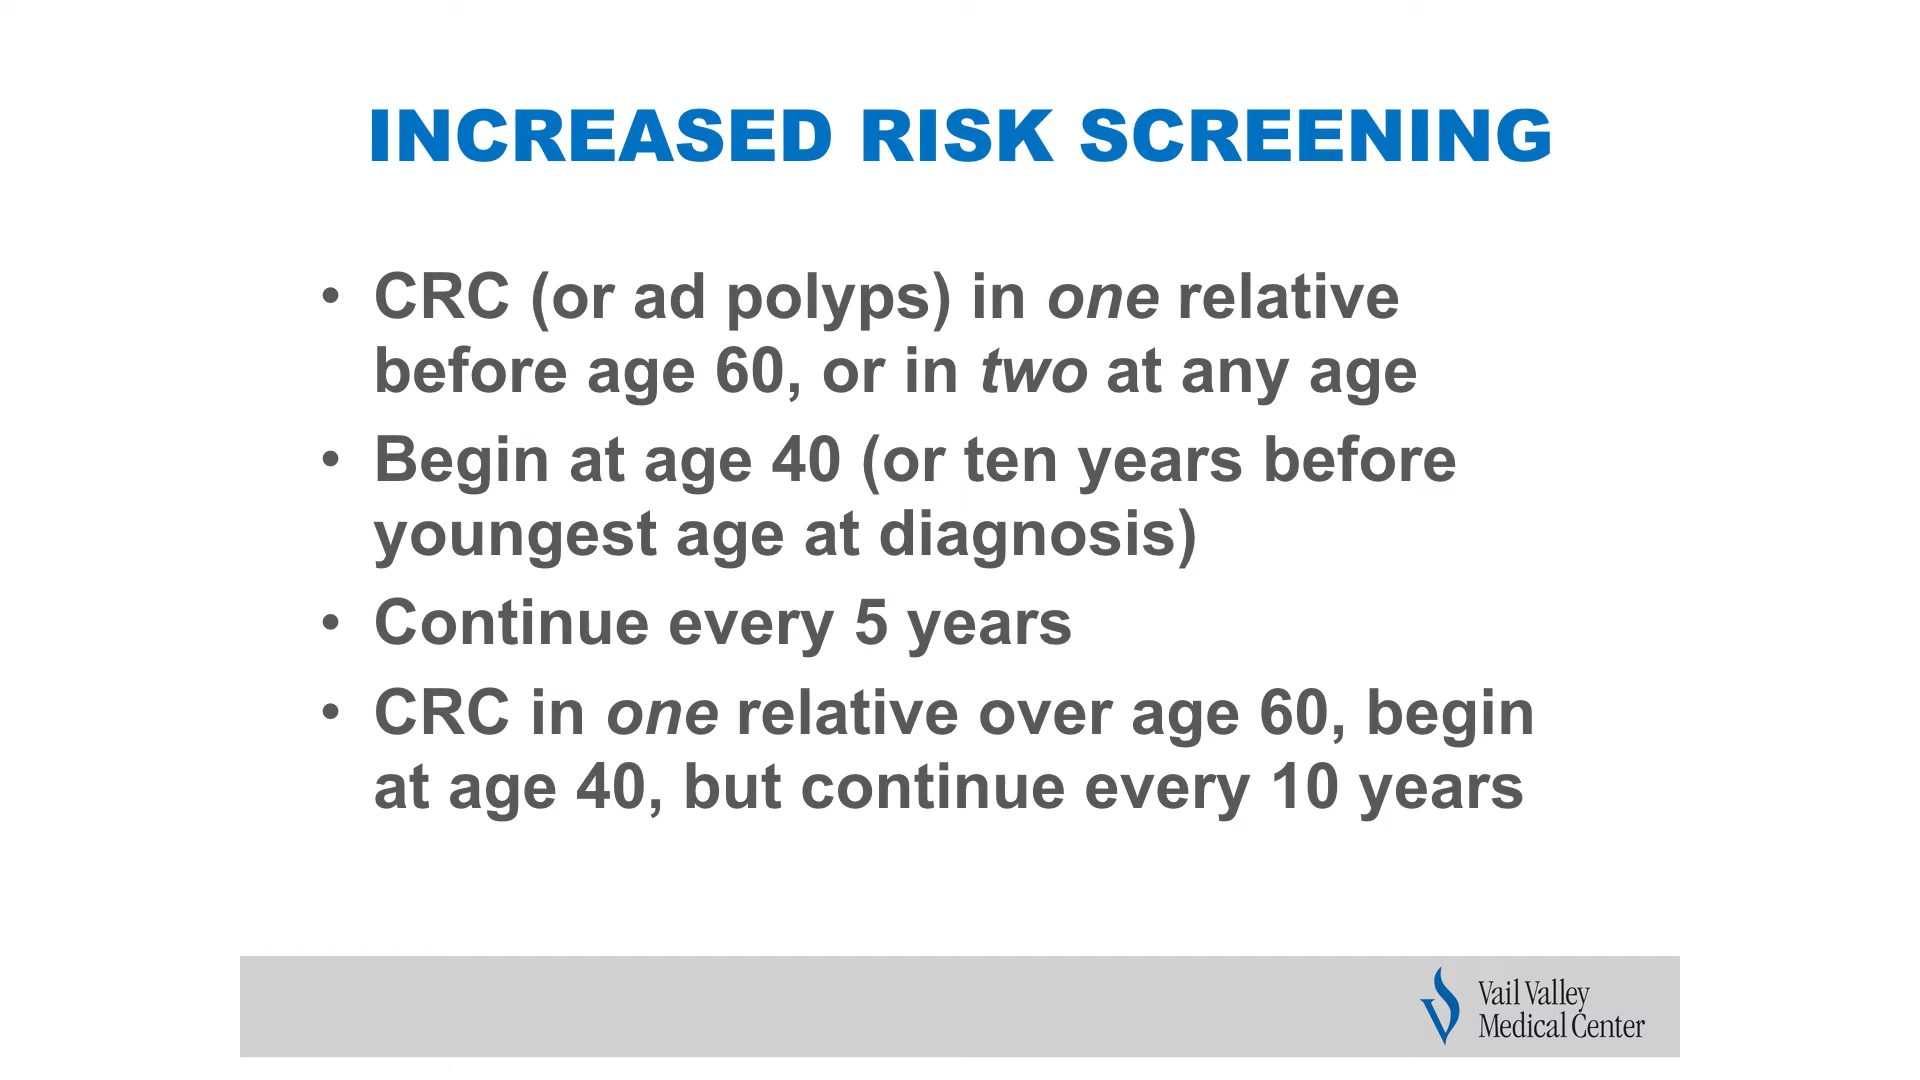 INCREASED RISK SCREENING
• CRC (or ad polyps) in one relative
before age 60, or in two at any age
• Begin at age 40 (or ten years before
youngest age at diagnosis)
• Continue every 5 years
• CRC in one relative over age 60, begin
at age 40, but continue every 10 years
Vail Valley
Medical Center